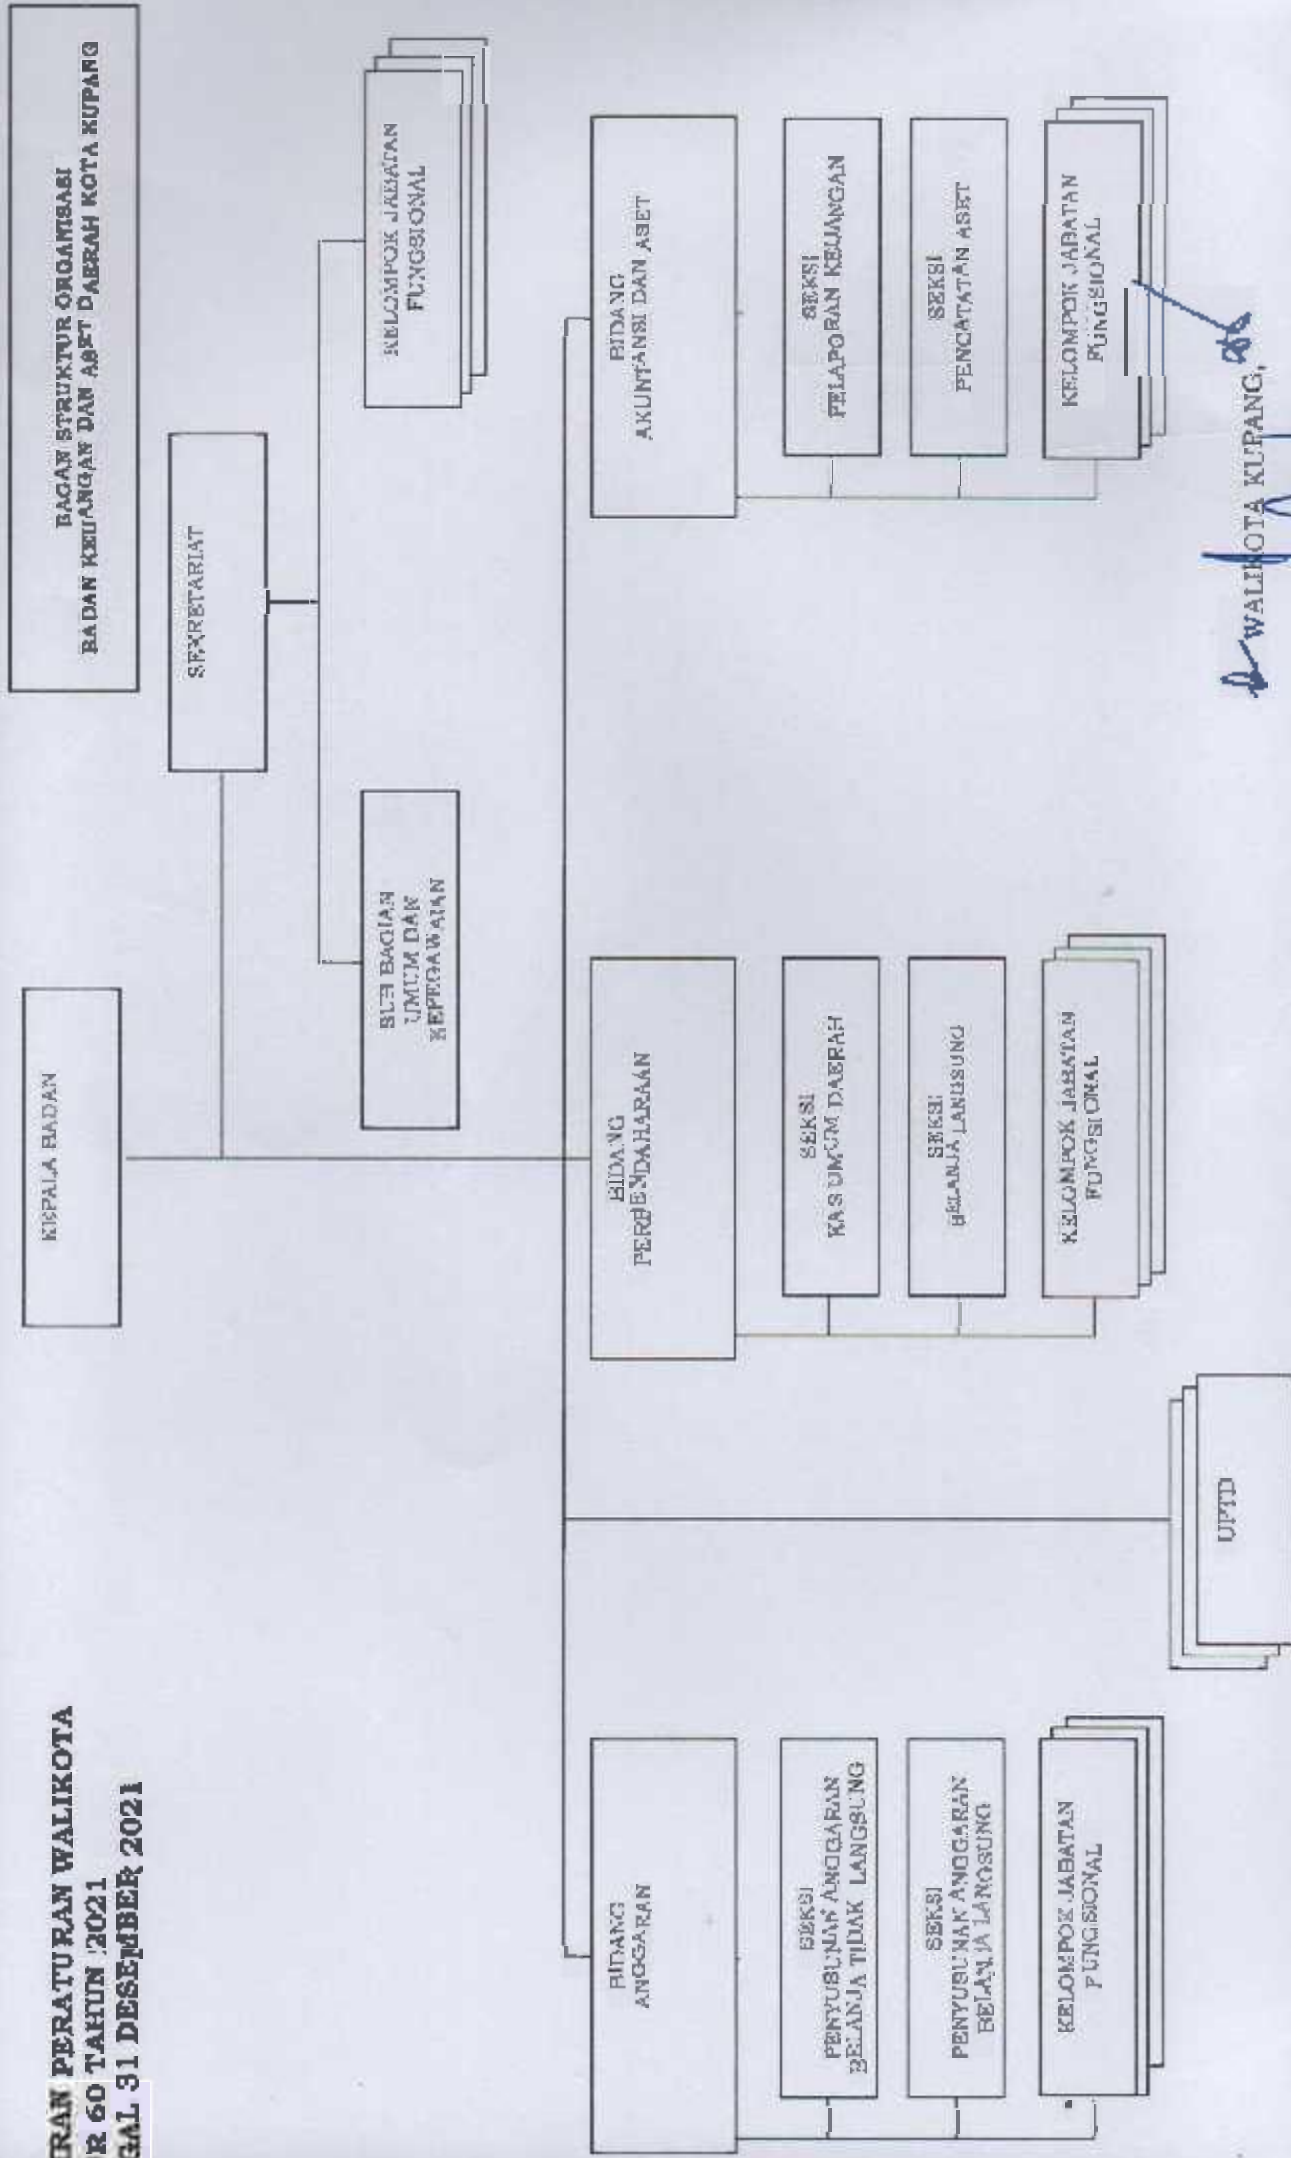 RAN PERATURAN WALIKOTA
R 60 TAHUN 2021
GAL 31 DESEMBER 2021
BAGAN STRUKTUR ORGANISASI
BADAN KEUANGAN DAN ASET DAERAH KOTA KUPANG
KEPALA BADAN
SEKRETARIAT
SUB BAGIAN
UMUM DAN
KEPEGAWAIAN
KELOMPOK JABATAN
FUNGSIONAL
BIDANG
ANGGARAN
SEKSI
PENYUSUNAN ANGGARAN
BELANJA TIDAK LANGSUNG
SEKSI
PENYUSUNAN ANGGARAN
BELANJA LANGSUNG
KELOMPOK JABATAN
FUNGSIONAL
BIDANG
PERBENDAHARAAN
SEKSI
KAS UMUM DAERAH
SEKSI
BELANJA LANGSUNG
KELOMPOK JABATAN
FUNGSIONAL
BIDANG
AKUNTANSI DAN ASET
SEKSI
PELAPORAN KEUANGAN
SEKSI
PENCATATAN ASET
KELOMPOK JABATAN
FUNGSIONAL
UPTD
WALIKOTA KUPANG,